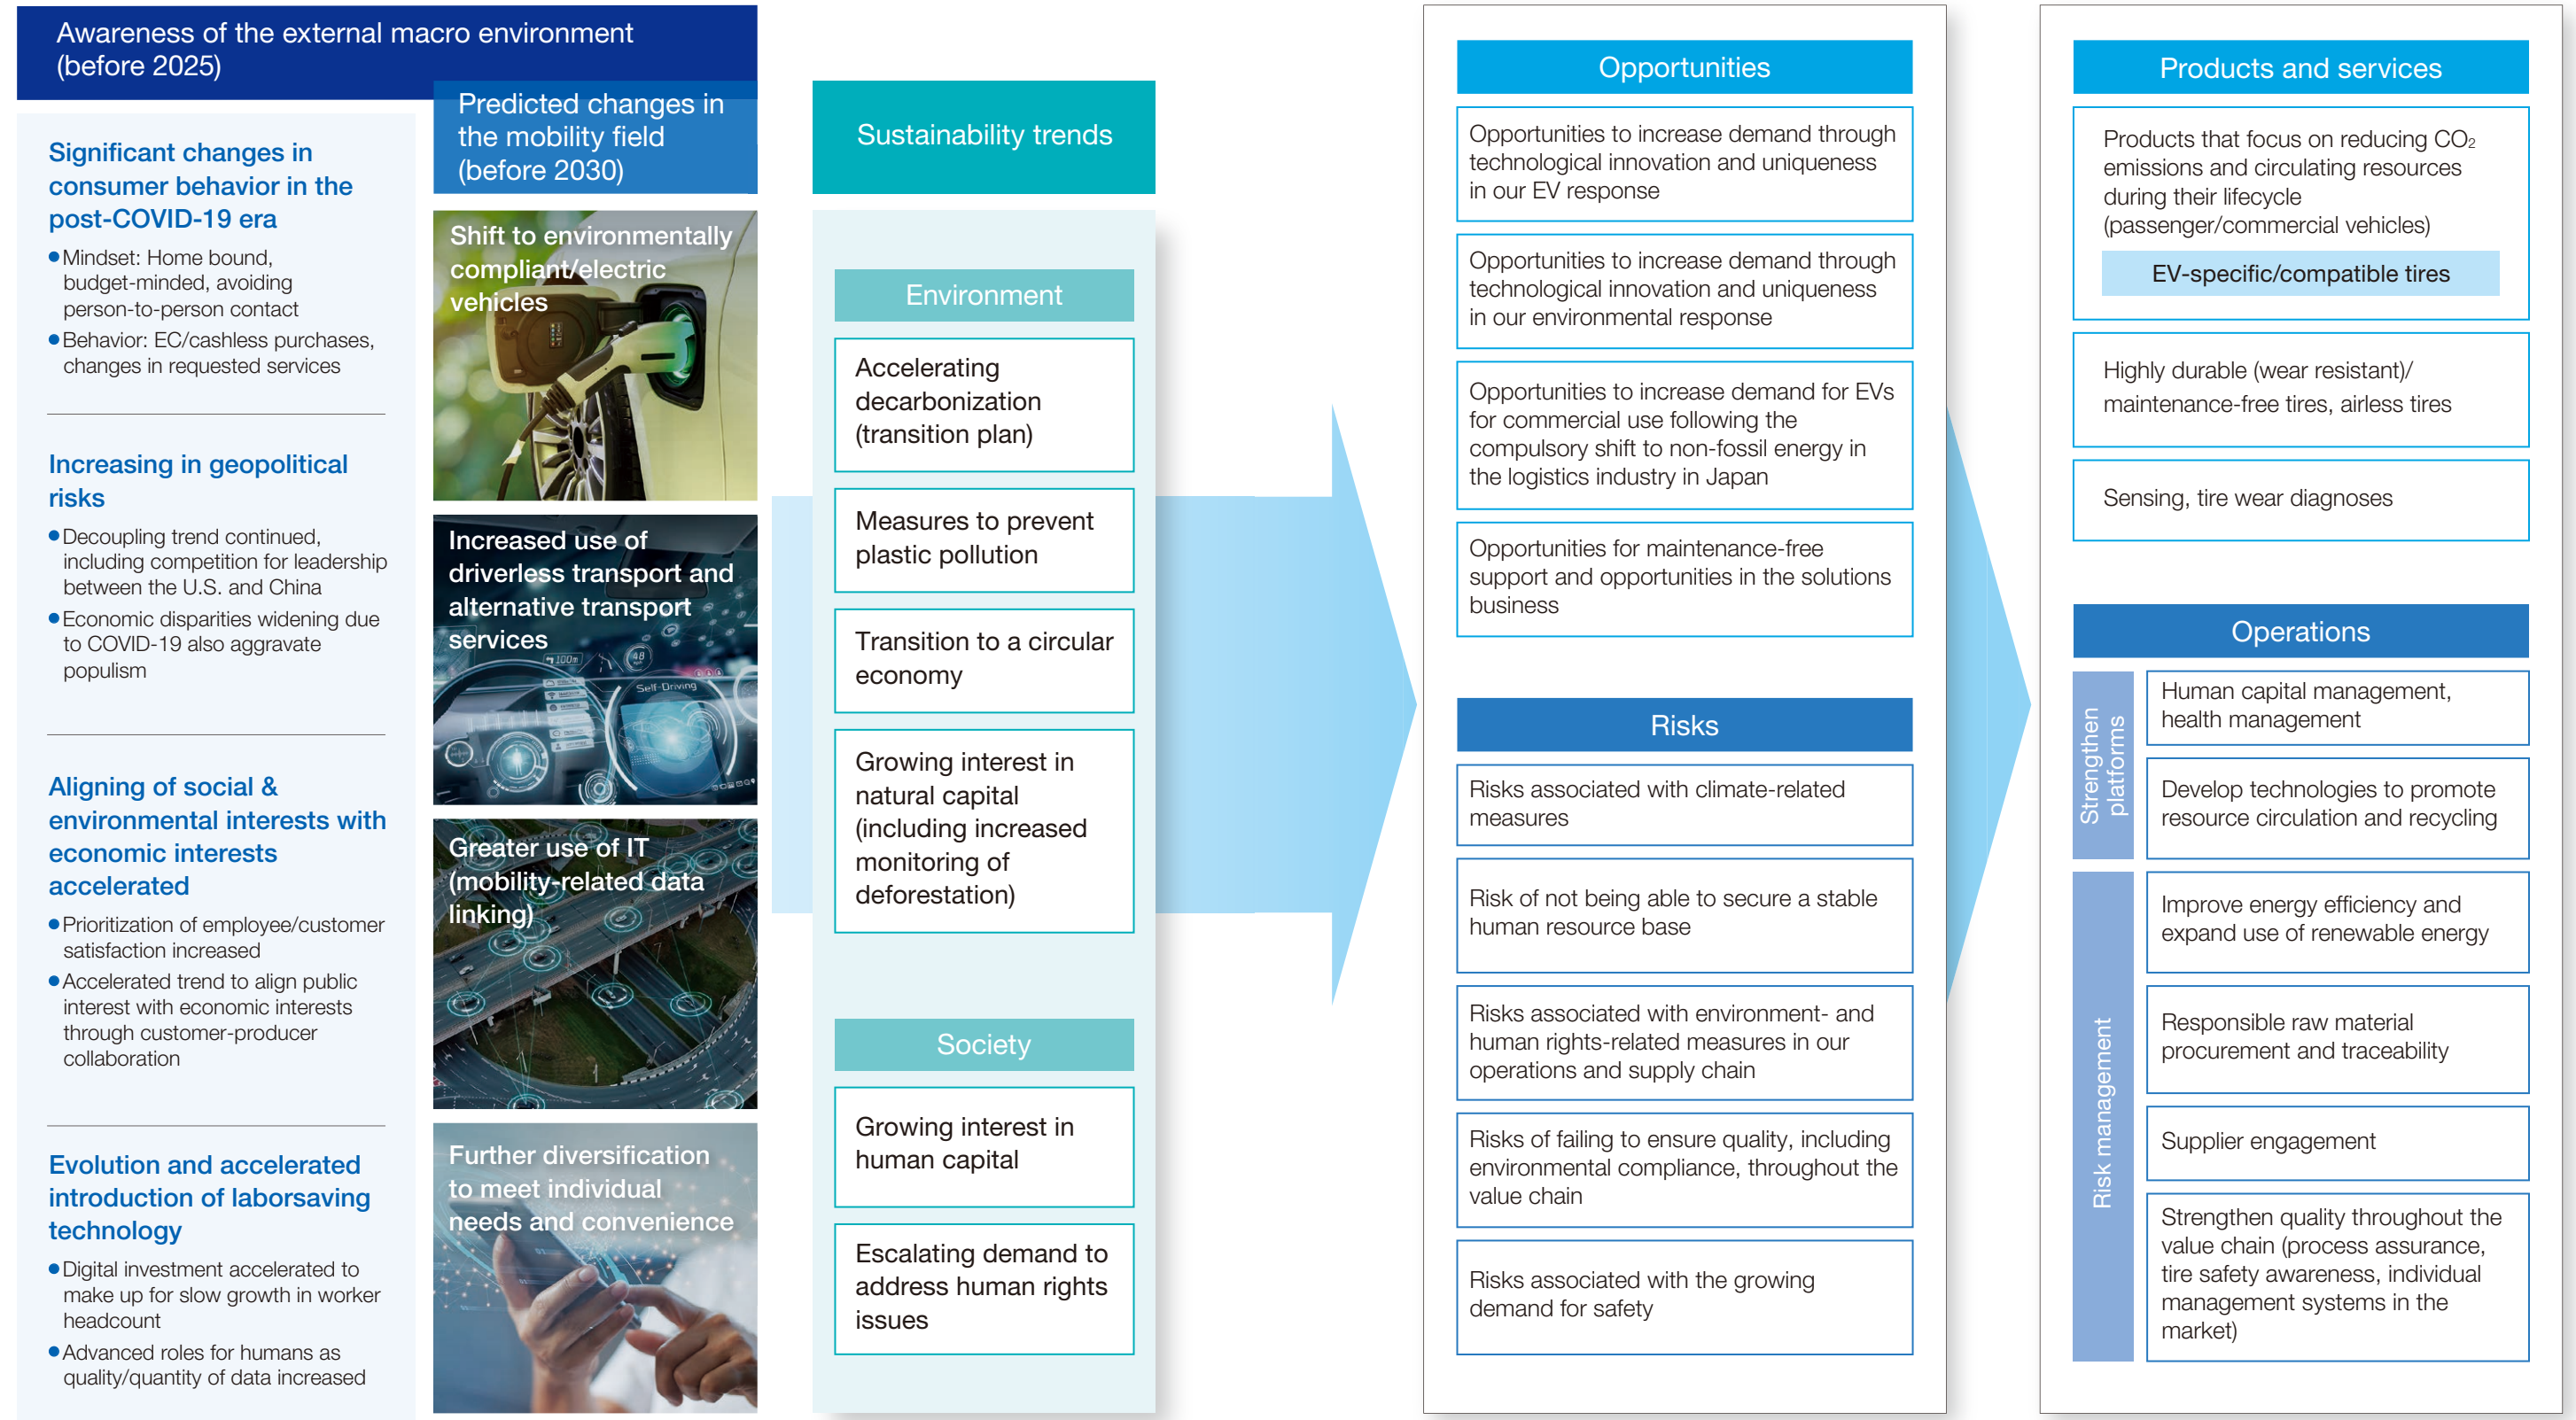 Awareness of the external macro environment
(before 2025)
Significant changes in
consumer behavior in the
post-COVID-19 era
●Mindset: Home bound,
budget-minded, avoiding
person-to-person contact
●Behavior: EC/cashless purchases,
changes in requested services
Increasing in geopolitical
risks
●Decoupling trend continued,
including competition for leadership
between the U.S. and China
●Economic disparities widening due
to COVID-19 also aggravate
populism
Aligning of social &
environmental interests with
economic interests
accelerated
●Prioritization of employee/customer
satisfaction increased
●Accelerated trend to align public
interest with economic interests
through customer-producer
collaboration
Evolution and accelerated
introduction of laborsaving
technology
●Digital investment accelerated to
make up for slow growth in worker
headcount
●Advanced roles for humans as
quality/quantity of data increased
Predicted changes in
the mobility field
(before 2030)
Shift to environmentally
compliant/electric
vehicles
Increased use of
driverless transport and
alternative transport
services
100m
48
Self-Driving
Greater use of IT
(mobility-related data
linking)
Further diversification
to meet individual
needs and convenience
Sustainability trends
Environment
Accelerating
decarbonization
(transition plan)
Measures to prevent
plastic pollution
Transition to a circular
economy
Growing interest in
natural capital
(including increased
monitoring of
deforestation)
Society
Growing interest in
human capital
Escalating demand to
address human rights
issues
Opportunities
Opportunities to increase demand through
technological innovation and uniqueness
in our EV response
Opportunities to increase demand through
technological innovation and uniqueness
in our environmental response
Opportunities to increase demand for EVs
for commercial use following the
compulsory shift to non-fossil energy in
the logistics industry in Japan
Opportunities for maintenance-free
support and opportunities in the solutions
business
Risks
Risks associated with climate-related
measures
Risk of not being able to secure a stable
human resource base
Risks associated with environment- and
human rights-related measures in our
operations and supply chain
Risks of failing to ensure quality, including
environmental compliance, throughout the
value chain
Risks associated with the growing
demand for safety
Products and services
Products that focus on reducing CO₂
emissions and circulating resources
during their lifecycle
(passenger/commercial vehicles)
EV-specific/compatible tires
Highly durable (wear resistant)/
maintenance-free tires, airless tires
Sensing, tire wear diagnoses
Operations
Strengthen
platforms
Human capital management,
health management
Develop technologies to promote
resource circulation and recycling
Risk management
Improve energy efficiency and
expand use of renewable energy
Responsible raw material
procurement and traceability
Supplier engagement
Strengthen quality throughout the
value chain (process assurance,
tire safety awareness, individual
management systems in the
market)